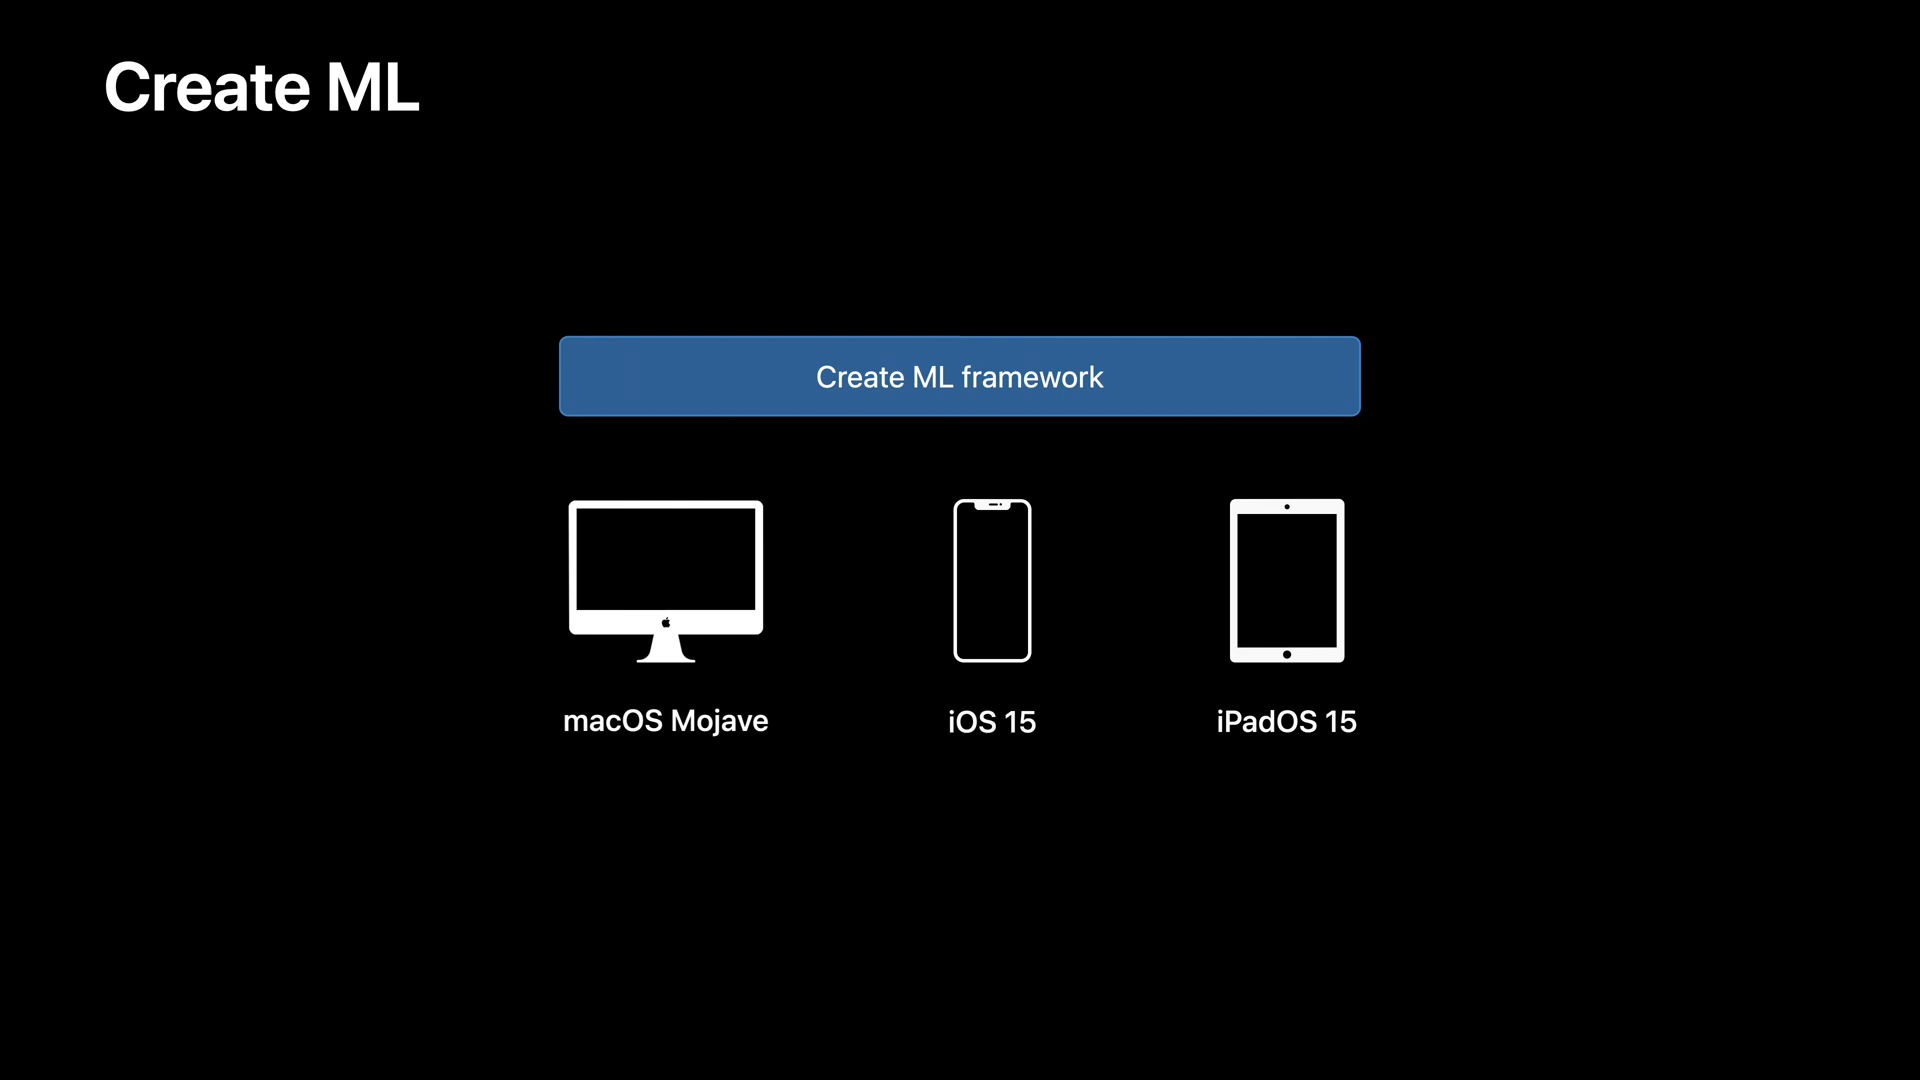 Create ML
Create ML framework
macOS Mojave
iOS 15
iPadOS 15